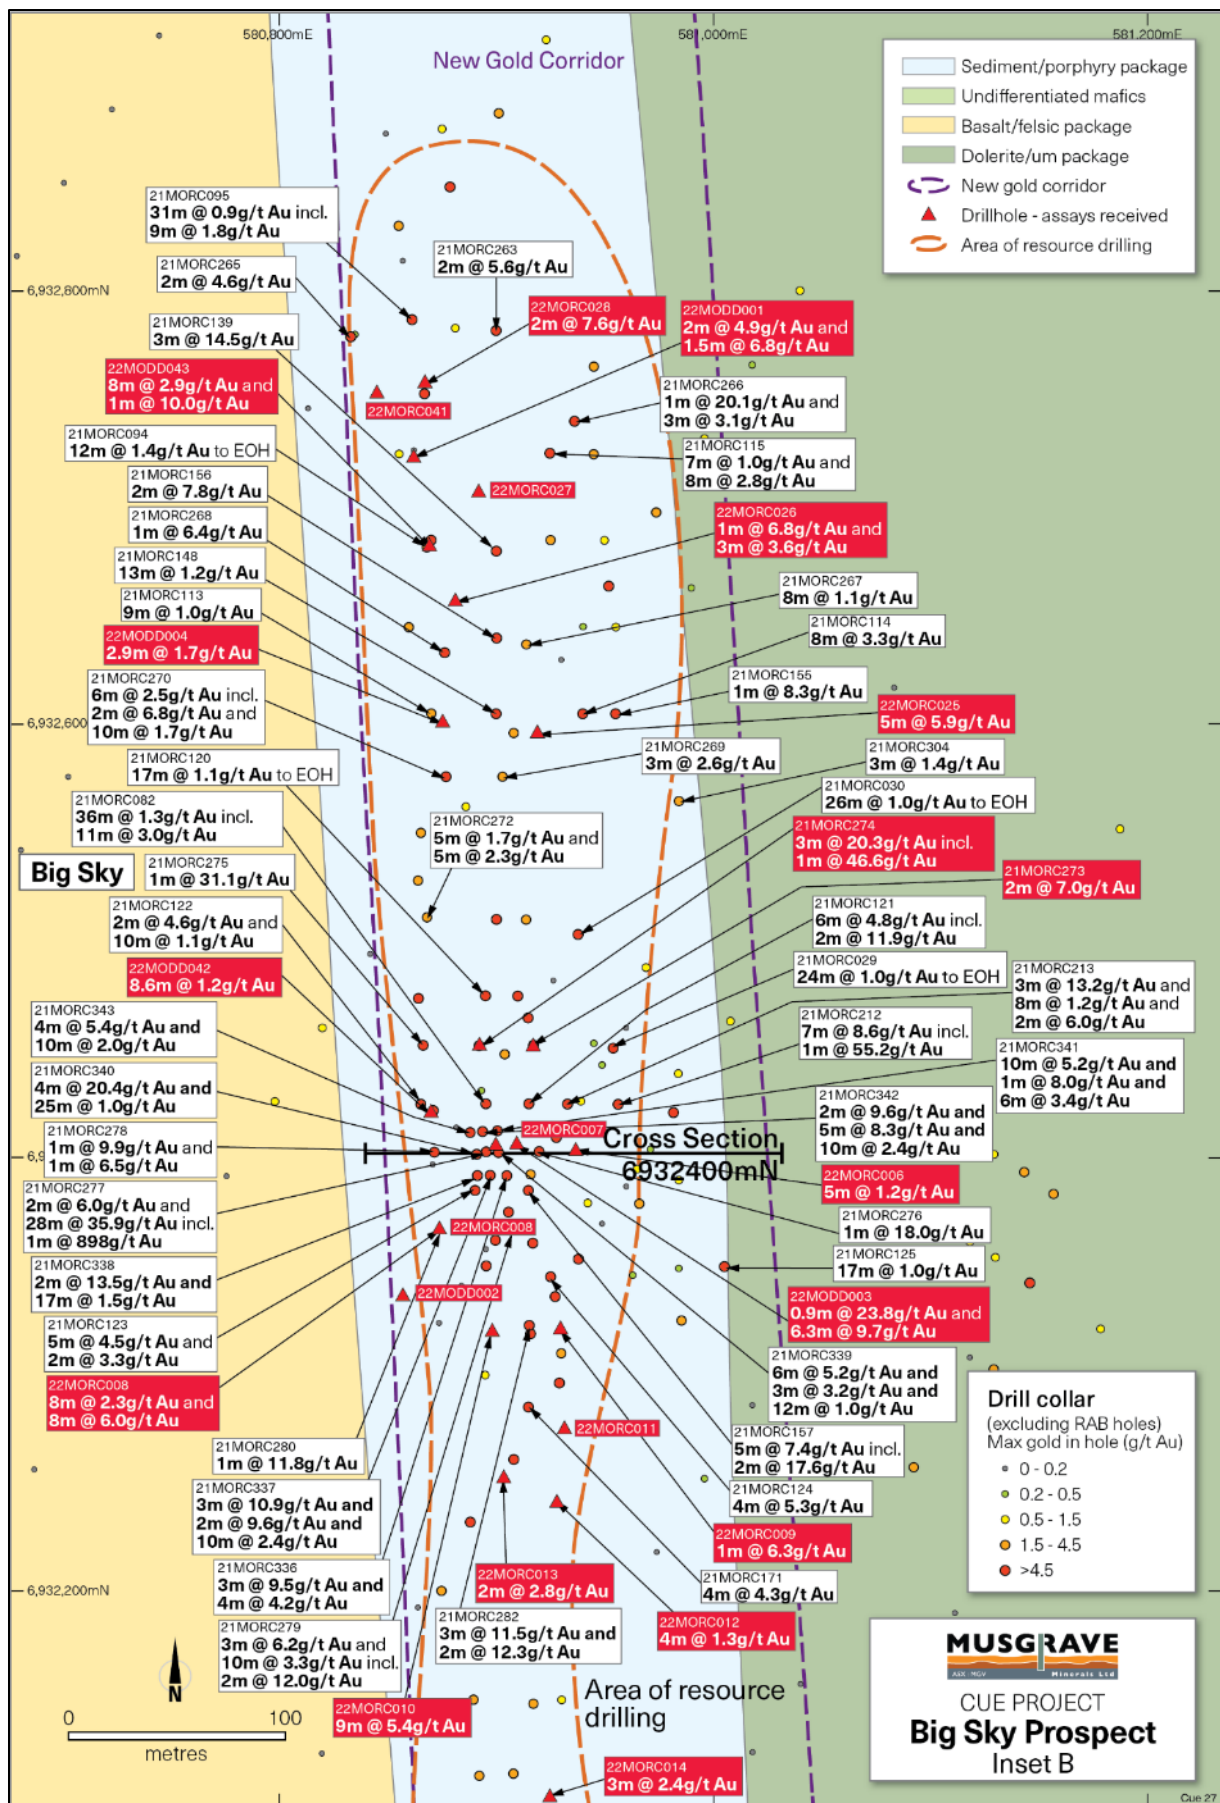 580,800mE
581,000mE
581,200mE
New Gold Corridor
Sediment/porphyry package
Undifferentiated mafics
Basalt/felsic package
Dolerite/um package
New gold corridor
Drillhole - assays received
Area of resource drilling
21MORC095
31m @ 0.9g/t Au incl.
9m @ 1.8g/t Au
21MORC263
2m @ 5.6g/t Au
21MORC265
2m @ 4.6g/t Au
6,932,800mN
22MORC028
2m @ 7.6g/t Au
22MODD001
2m @ 4.9g/t Au and
1.5m @ 6.8g/t Au
21MORC139
3m @ 14.5g/t Au
22MODD043
8m @ 2.9g/t Au and
1m @ 10.0g/t Au
22MORC041
21MORC266
1m @ 20.1g/t Au and
3m @ 3.1g/t Au
21MORC094
12m @ 1.4g/t Au to EOH
21MORC115
7m @ 1.0g/t Au and
8m @ 2.8g/t Au
21MORC156
2m @ 7.8g/t Au
22MORC027
22MORC026
1m @ 6.8g/t Au and
3m @ 3.6g/t Au
21MORC268
1m @ 6.4g/t Au
21MORC148
13m @ 1.2g/t Au
21MORC267
8m @ 1.1g/t Au
21MORC113
9m @ 1.0g/t Au
21MORC114
8m @ 3.3g/t Au
22MODD004
2.9m @ 1.7g/t Au
21MORC155
1m @ 8.3g/t Au
21MORC270
6m @ 2.5g/t Au incl.
2m @ 6.8g/t Au and
10m @ 1.7g/t Au
22MORC025
5m @ 5.9g/t Au
6,932,600mN
21MORC269
3m @ 2.6g/t Au
21MORC304
3m @ 1.4g/t Au
21MORC120
17m @ 1.1g/t Au to EOH
21MORC030
26m @ 1.0g/t Au to EOH
21MORC082
36m @ 1.3g/t Au incl.
11m @ 3.0g/t Au
21MORC272
5m @ 1.7g/t Au and
5m @ 2.3g/t Au
21MORC274
3m @ 20.3g/t Au incl.
1m @ 46.6g/t Au
Big Sky
21MORC275
1m @ 31.1g/t Au
21MORC273
2m @ 7.0g/t Au
21MORC122
2m @ 4.6g/t Au and
10m @ 1.1g/t Au
21MORC121
6m @ 4.8g/t Au incl.
2m @ 11.9g/t Au
22MODD042
8.6m @ 1.2g/t Au
21MORC029
24m @ 1.0g/t Au to EOH
21MORC213
3m @ 13.2g/t Au and
8m @ 1.2g/t Au and
2m @ 6.0g/t Au
21MORC343
4m @ 5.4g/t Au and
10m @ 2.0g/t Au
21MORC212
7m @ 8.6g/t Au incl.
1m @ 55.2g/t Au
21MORC341
10m @ 5.2g/t Au and
1m @ 8.0g/t Au and
6m @ 3.4g/t Au
21MORC340
4m @ 20.4g/t Au and
25m @ 1.0g/t Au
21MORC342
2m @ 9.6g/t Au and
5m @ 8.3g/t Au and
10m @ 2.4g/t Au
22MORC007
Cross Section
6932400mN
21MORC278
1m @ 9.9g/t Au and
1m @ 6.5g/t Au
22MORC006
5m @ 1.2g/t Au
21MORC277
2m @ 6.0g/t Au and
28m @ 35.9g/t Au incl.
1m @ 898g/t Au
22MORC008
21MORC276
1m @ 18.0g/t Au
21MORC125
17m @ 1.0g/t Au
21MORC338
2m @ 13.5g/t Au and
17m @ 1.5g/t Au
22MODD002
22MODD003
0.9m @ 23.8g/t Au and
6.3m @ 9.7g/t Au
21MORC123
5m @ 4.5g/t Au and
2m @ 3.3g/t Au
21MORC339
6m @ 5.2g/t Au and
3m @ 3.2g/t Au and
12m @ 1.0g/t Au
22MORC008
8m @ 2.3g/t Au and
8m @ 6.0g/t Au
22MORC011
21MORC157
5m @ 7.4g/t Au incl.
2m @ 17.6g/t Au
21MORC280
1m @ 11.8g/t Au
21MORC124
4m @ 5.3g/t Au
21MORC337
3m @ 10.9g/t Au and
2m @ 9.6g/t Au and
10m @ 2.4g/t Au
22MORC009
1m @ 6.3g/t Au
Drill collar
(excluding RAB holes)
Max gold in hole (g/t Au)
0 - 0.2
0.2 - 0.5
0.5 - 1.5
1.5 - 4.5
>4.5
21MORC336
3m @ 9.5g/t Au and
4m @ 4.2g/t Au
22MORC013
2m @ 2.8g/t Au
21MORC171
4m @ 4.3g/t Au
6,932,200mN
21MORC282
3m @ 11.5g/t Au and
2m @ 12.3g/t Au
22MORC012
4m @ 1.3g/t Au
21MORC279
3m @ 6.2g/t Au and
10m @ 3.3g/t Au incl.
2m @ 12.0g/t Au
22MORC010
9m @ 5.4g/t Au
Area of resource
drilling
N
0 100
metres
22MORC014
3m @ 2.4g/t Au
MUSGRAVE
ASX : MGV Minerals Ltd
CUE PROJECT
Big Sky Prospect
Inset B
Cue 27